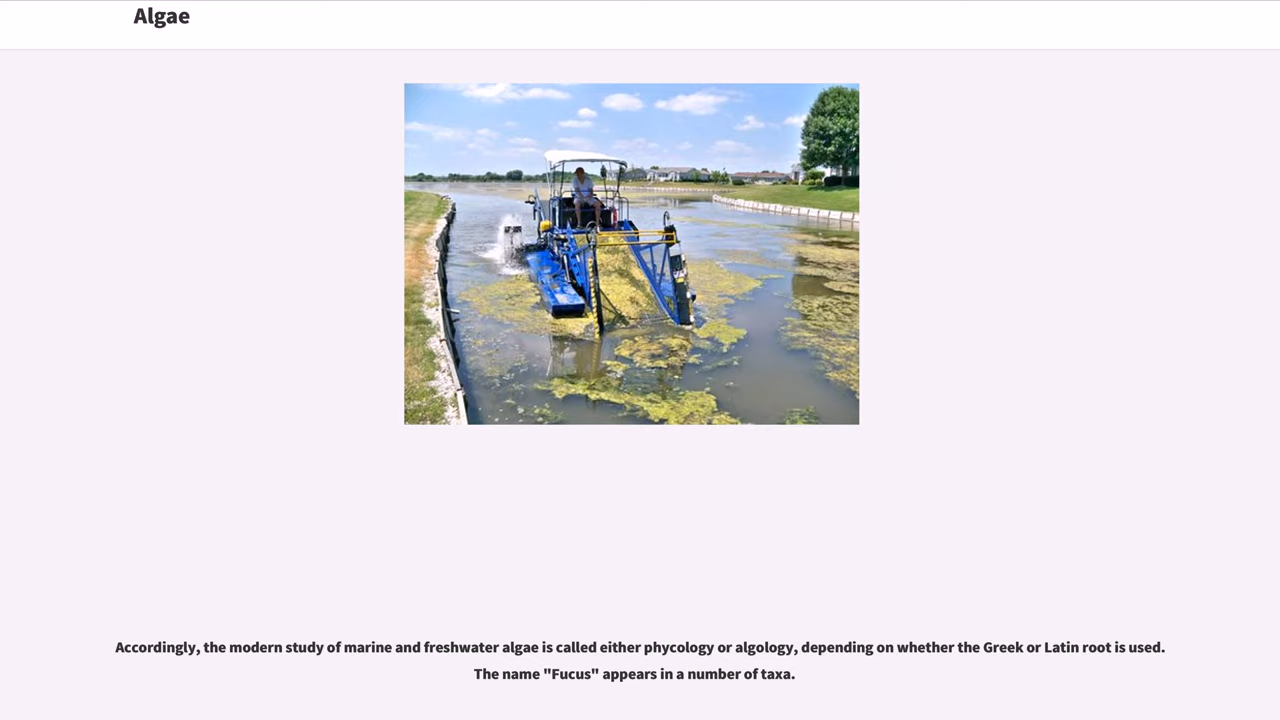 Algae
Accordingly, the modern study of marine and freshwater algae is called either phycology or algology, depending on whether the Greek or Latin root is used.
The name "Fucus" appears in a number of taxa.